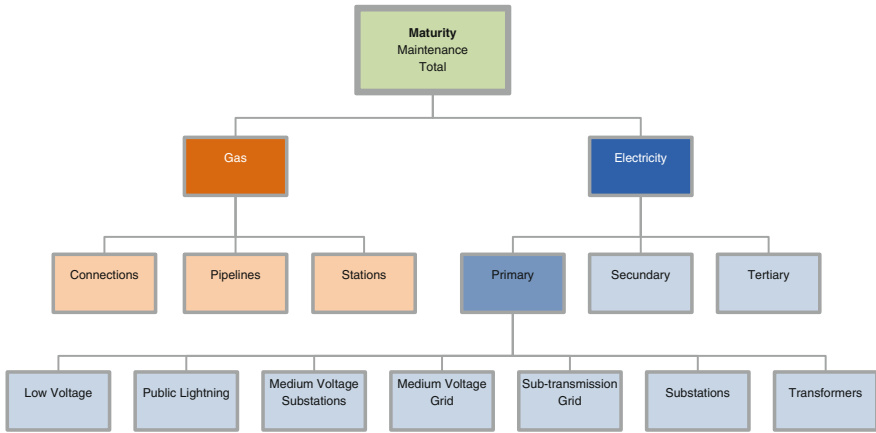 Maturity
Maintenance
Total
Gas
Electricity
Connections
Pipelines
Stations
Primary
Secundary
Tertiary
Low Voltage
Public Lightning
Medium Voltage
Substations
Medium Voltage
Grid
Sub-transmission
Grid
Substations
Transformers